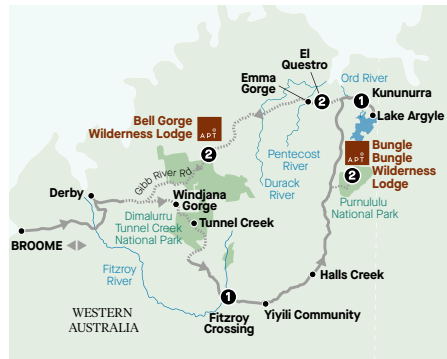 El
Questro
Emma
Gorge
2
Ord River
1
Kununurra
Lake Argyle
Bell Gorge
Wilderness Lodge
APT
2
Pentecost
River
Durack
River
APT
Bungle
Bungle
Wilderness
Lodge
2
Purnululu
National Park
Gibb River Rd
Derby
Windjana
Gorge
Dimalurru
Tunnel Creek
National Park
Tunnel Creek
BROOME
Fitzroy
River
Halls Creek
1
Fitzroy
Crossing
Yiyili Community
WESTERN
AUSTRALIA